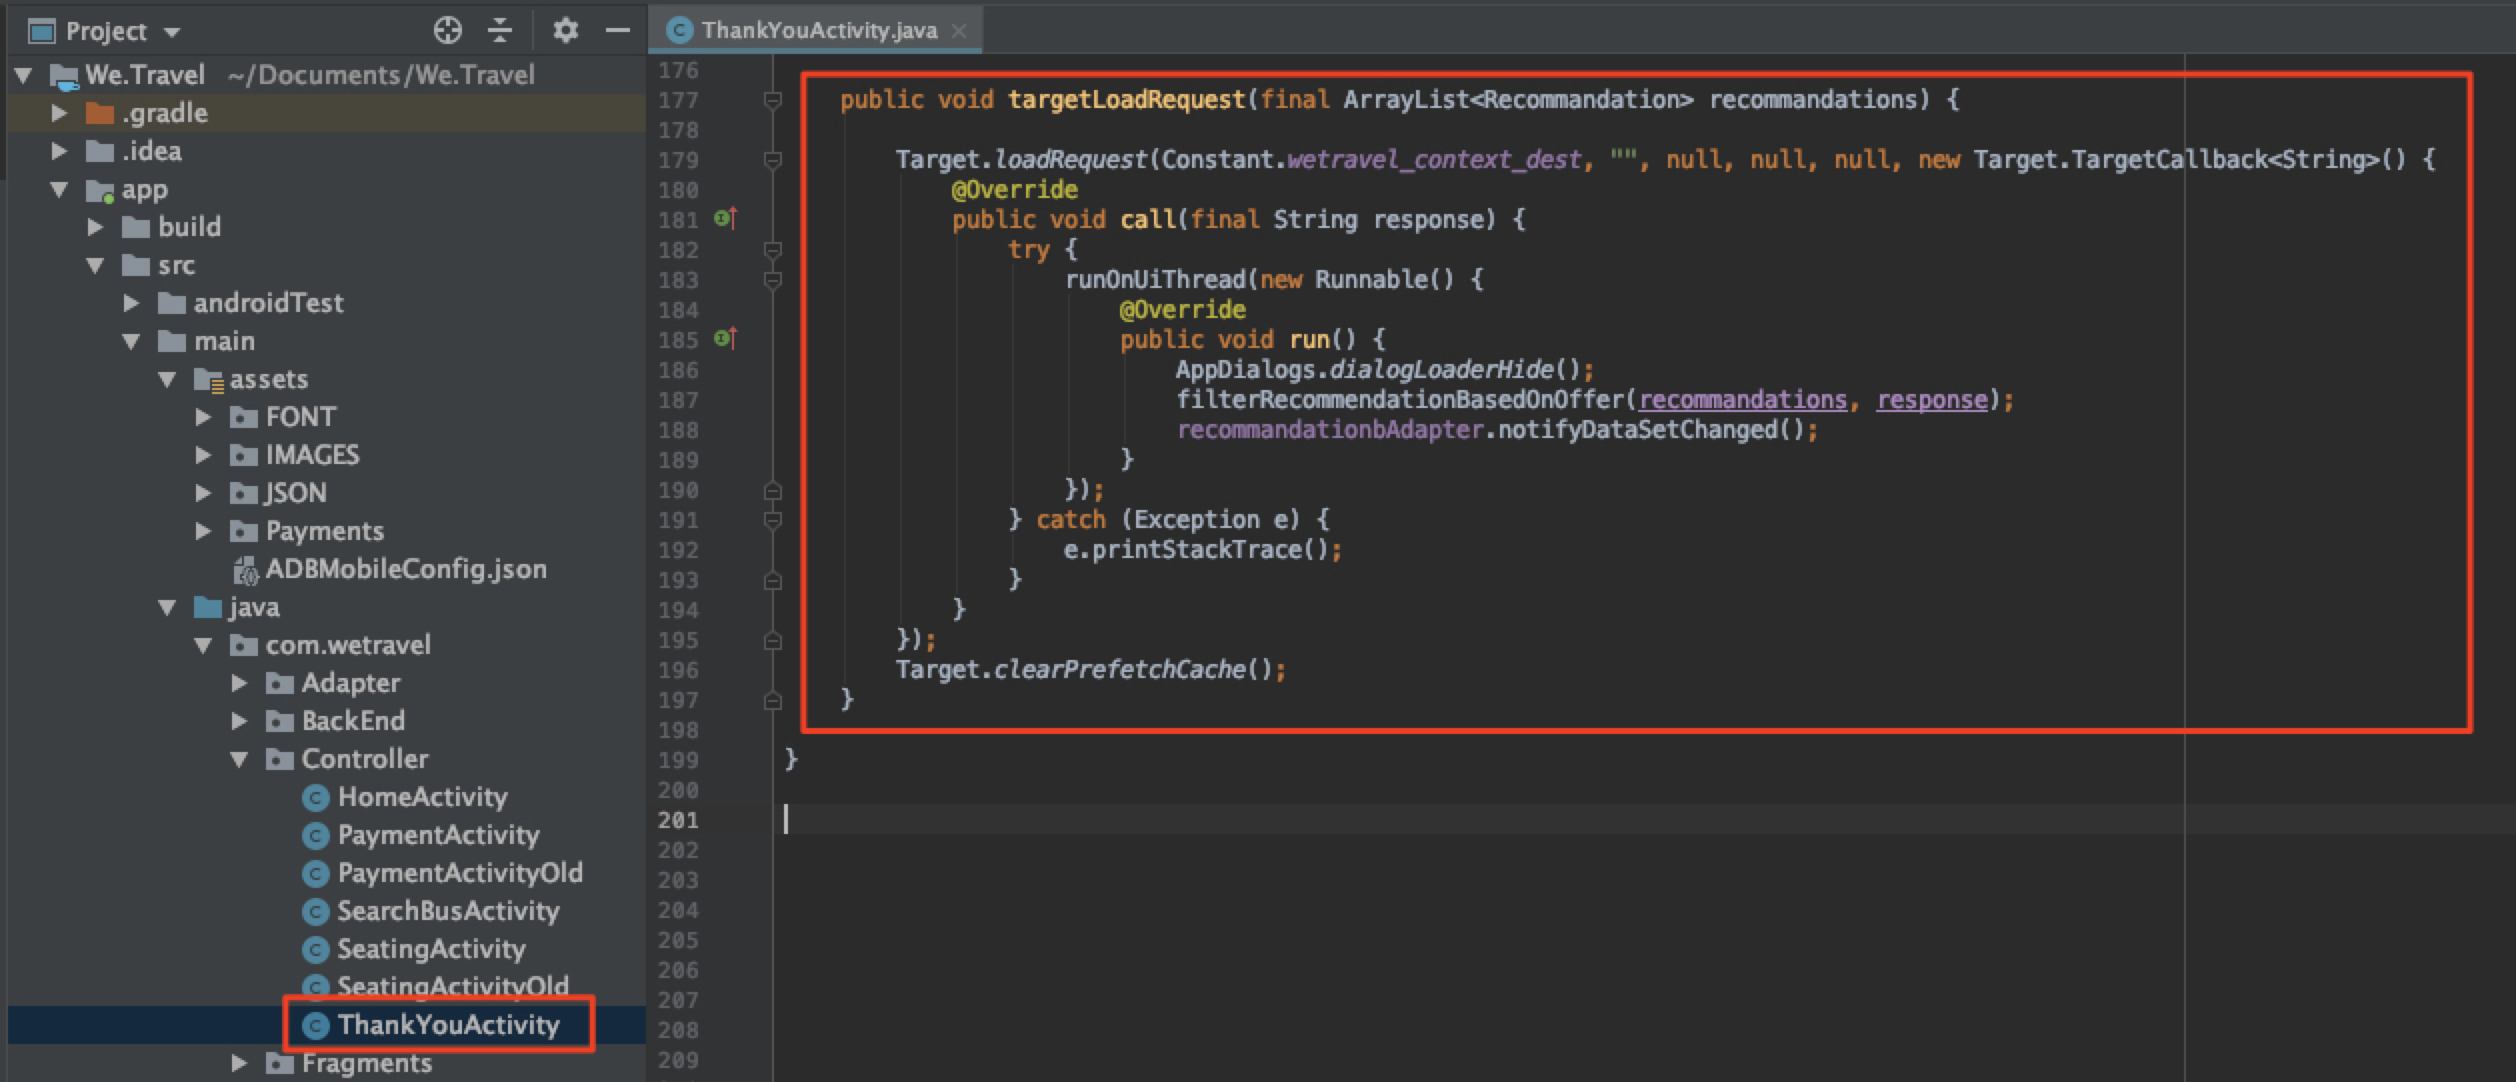 Project
We.Travel ~/Documents/We.Travel
.gradle
.idea
app
build
src
androidTest
main
assets
FONT
IMAGES
JSON
Payments
ADBMobileConfig.json
java
com.wetravel
Adapter
BackEnd
Controller
HomeActivity
PaymentActivity
PaymentActivityOld
SearchBusActivity
SeatingActivity
SeatingActivityOld
ThankYouActivity
Fragments
ThankYouActivity.java
176
177 public void targetLoadRequest(final ArrayList<Recommandation> recommandations) {
178
179 Target.loadRequest(Constant.wetravel_context_dest, "", null, null, null, new Target.TargetCallback<String>() {
180 @Override
181 public void call(final String response) {
182 try {
183 runOnUiThread(new Runnable() {
184 @Override
185 public void run() {
186 AppDialogs.dialogLoaderHide();
187 filterRecommendationBasedOnOffer(recommandations, response);
188 recommandationbAdapter.notifyDataSetChanged();
189 }
190 });
191 } catch (Exception e) {
192 e.printStackTrace();
193 }
194 }
195 });
196 Target.clearPrefetchCache();
197 }
198
199 }
200
201
202
203
204
205
206
207
208
209